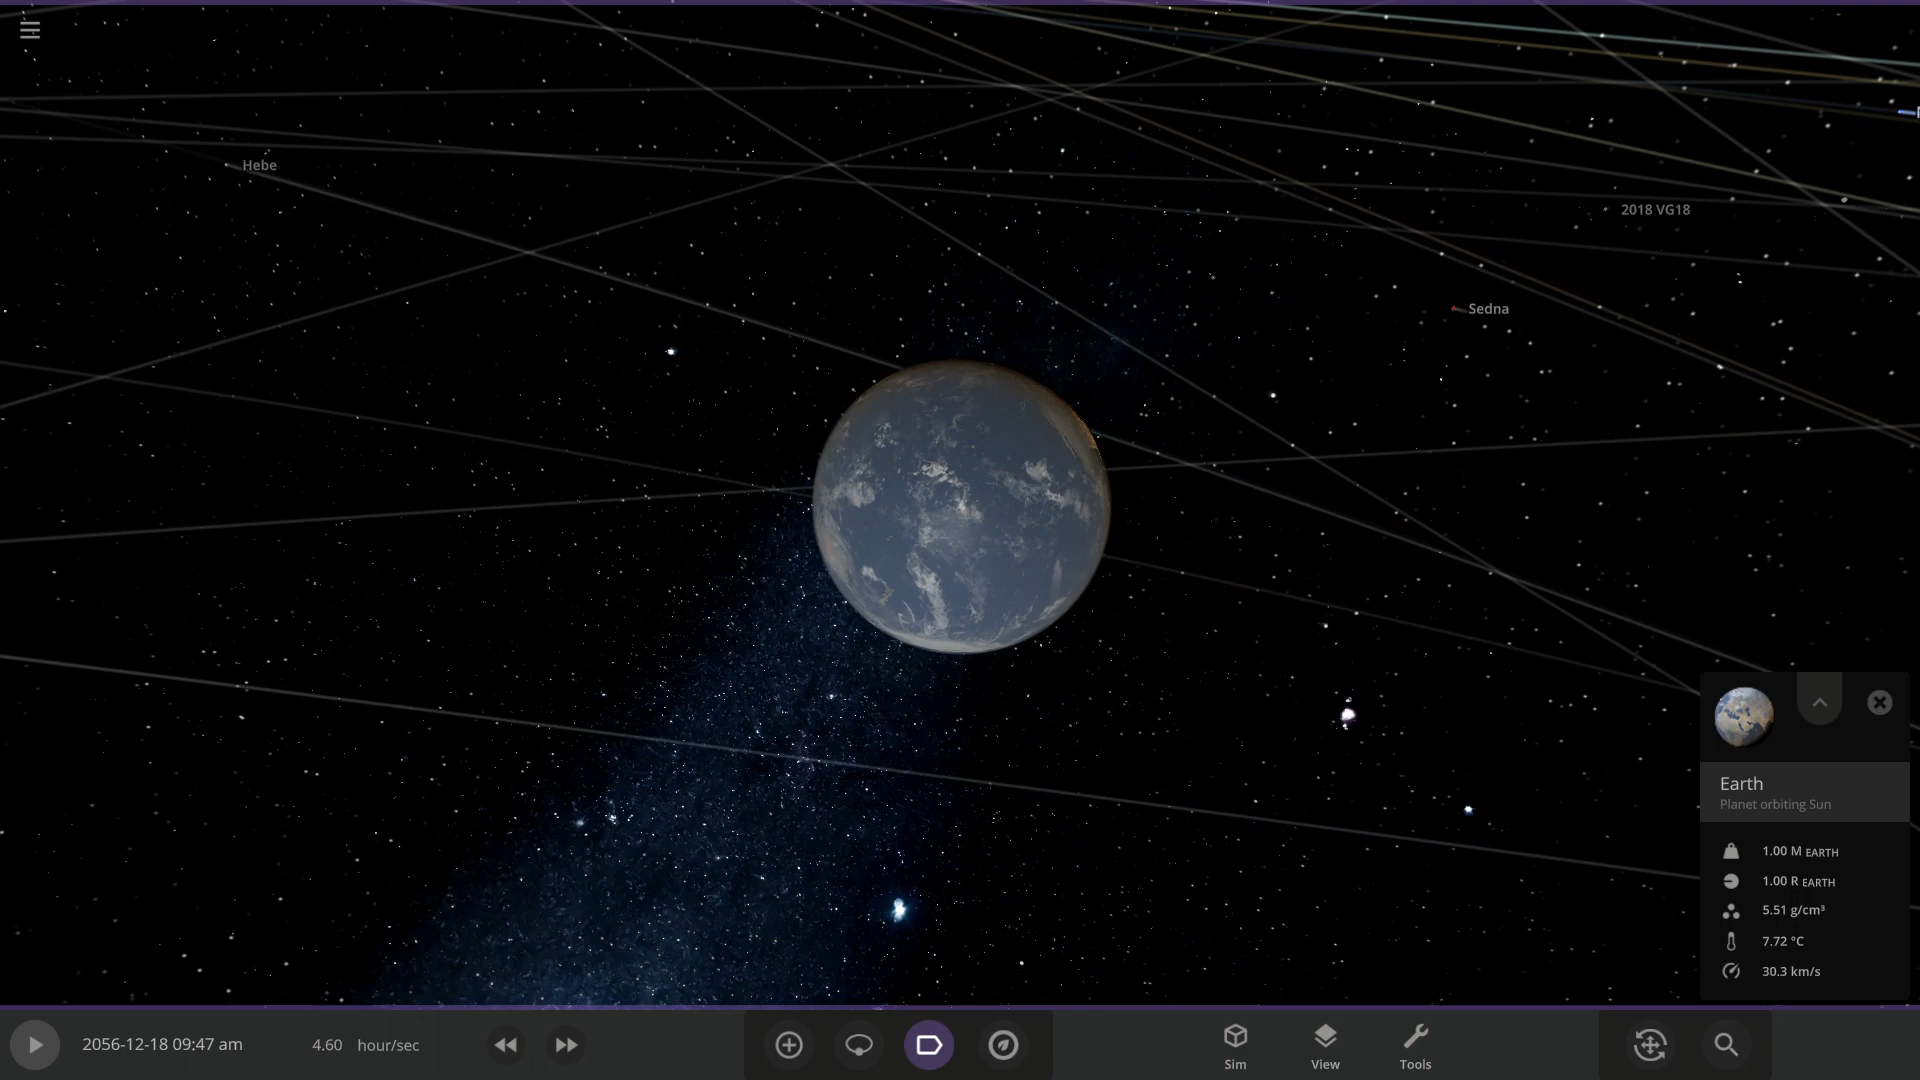 Hebe
2018 VG18
Sedna
Earth
Planet orbiting Sun
1.00 M EARTH
1.00 R EARTH
5.51 g/cm³
7.72 °C
30.3 km/s
2056-12-18 09:47 am
4.60 hour/sec
Sim
View
Tools